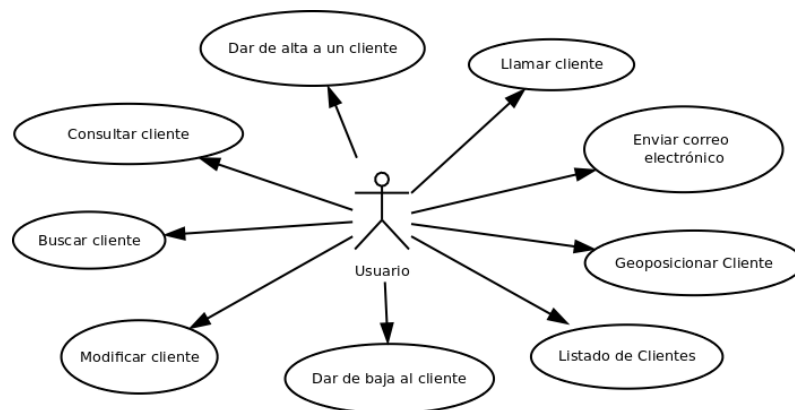 Dar de alta a un cliente
Llamar cliente
Consultar cliente
Enviar correo
electrónico
Buscar cliente
Geoposicionar Cliente
Usuario
Modificar cliente
Listado de Clientes
Dar de baja al cliente